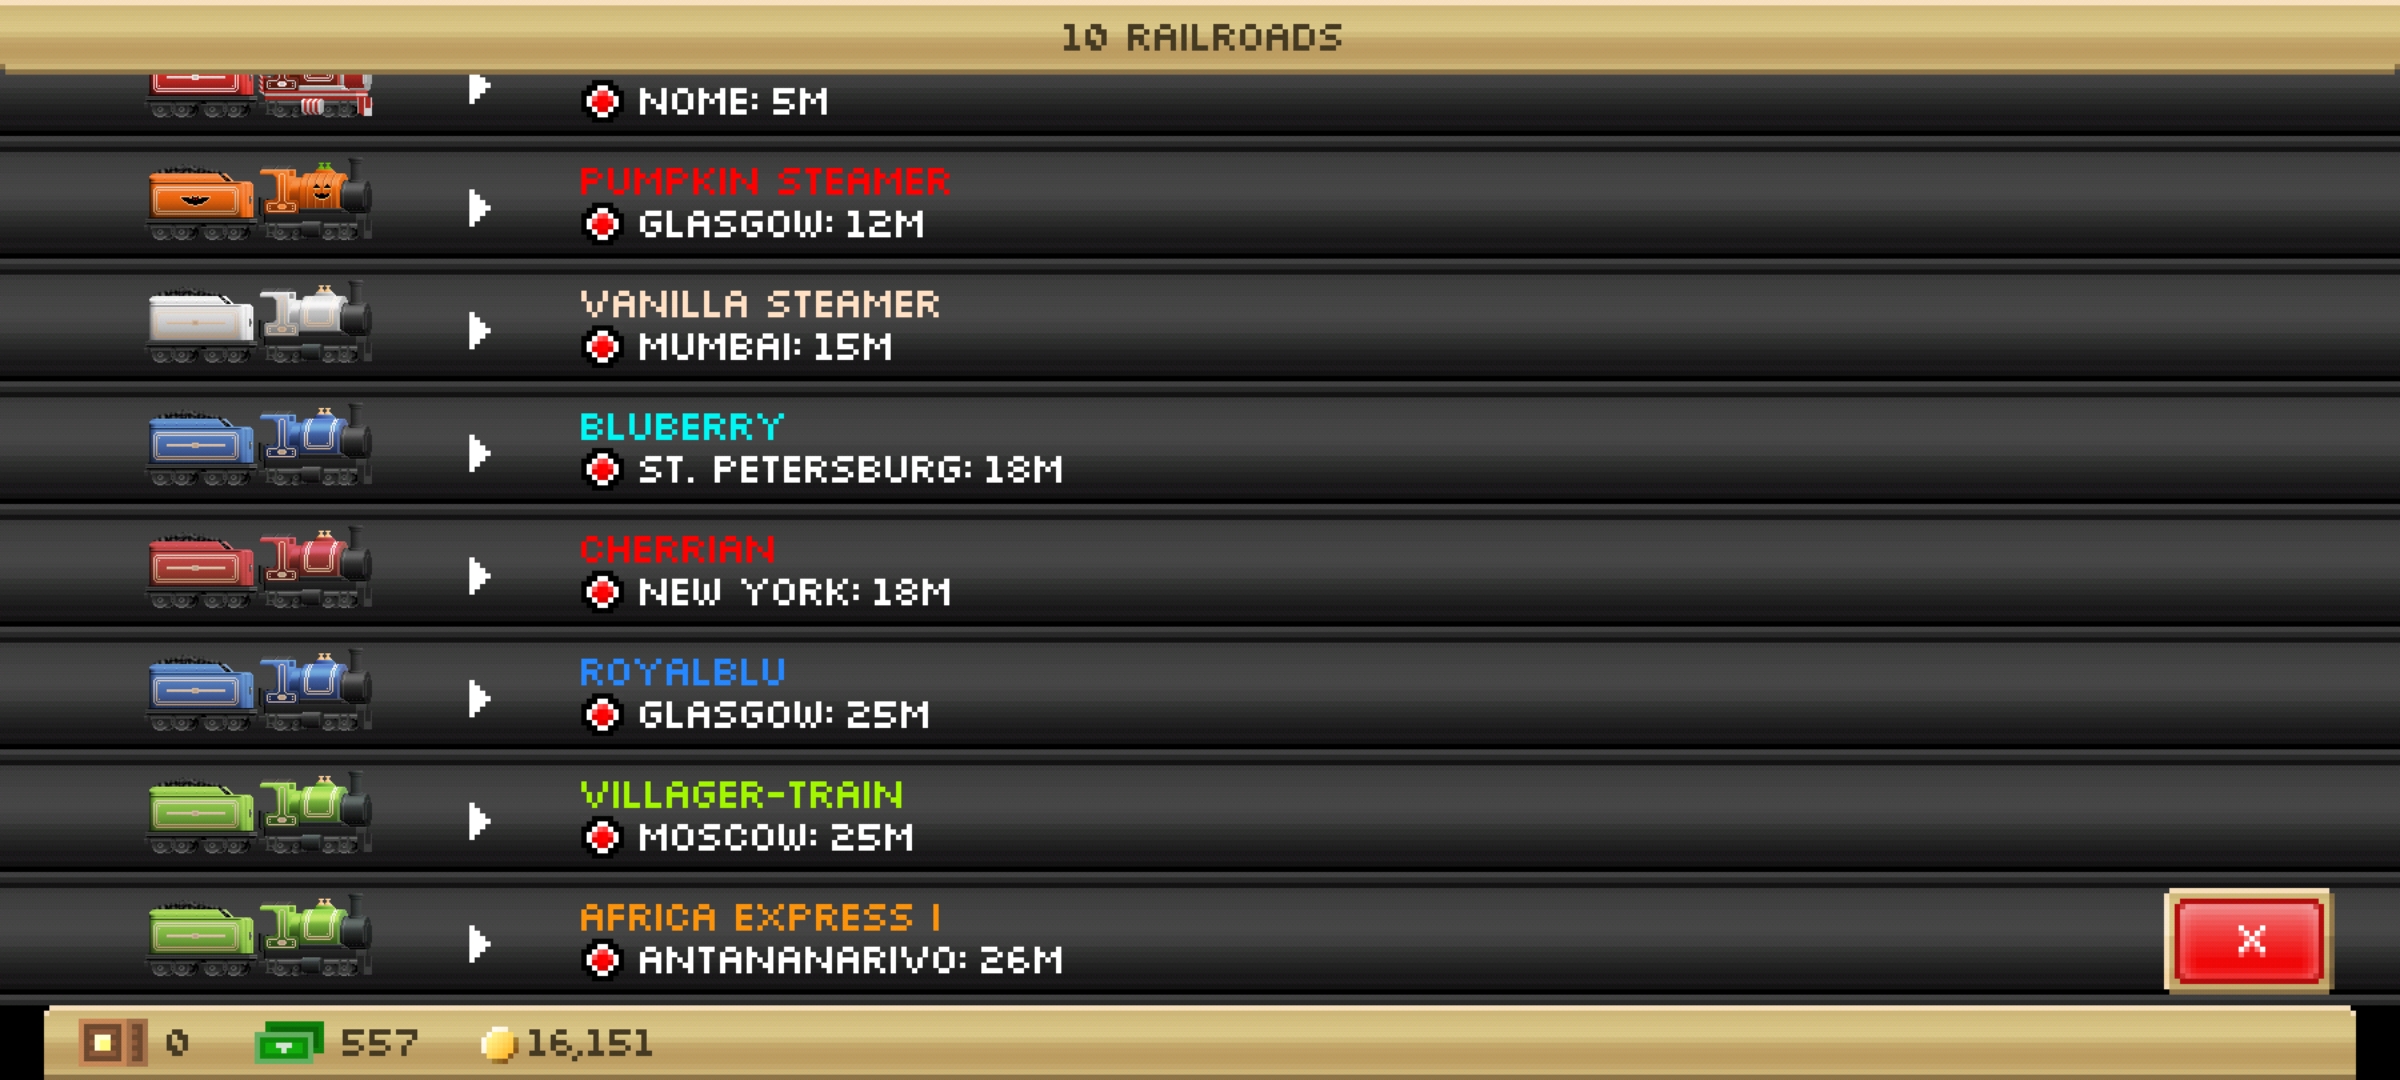 10 RAILROADS
NOME: 5M
PUMPKIN STEAMER
GLASGOW: 12M
VANILLA STEAMER
MUMBAI: 15M
BLUBERRY
ST. PETERSBURG: 18M
CHERRIAN
NEW YORK: 18M
ROYALBLU
GLASGOW: 25M
VILLAGER-TRAIN
MOSCOW: 25M
AFRICA EXPRESS I
ANTANANARIVO: 26M
X
0 557 16,151